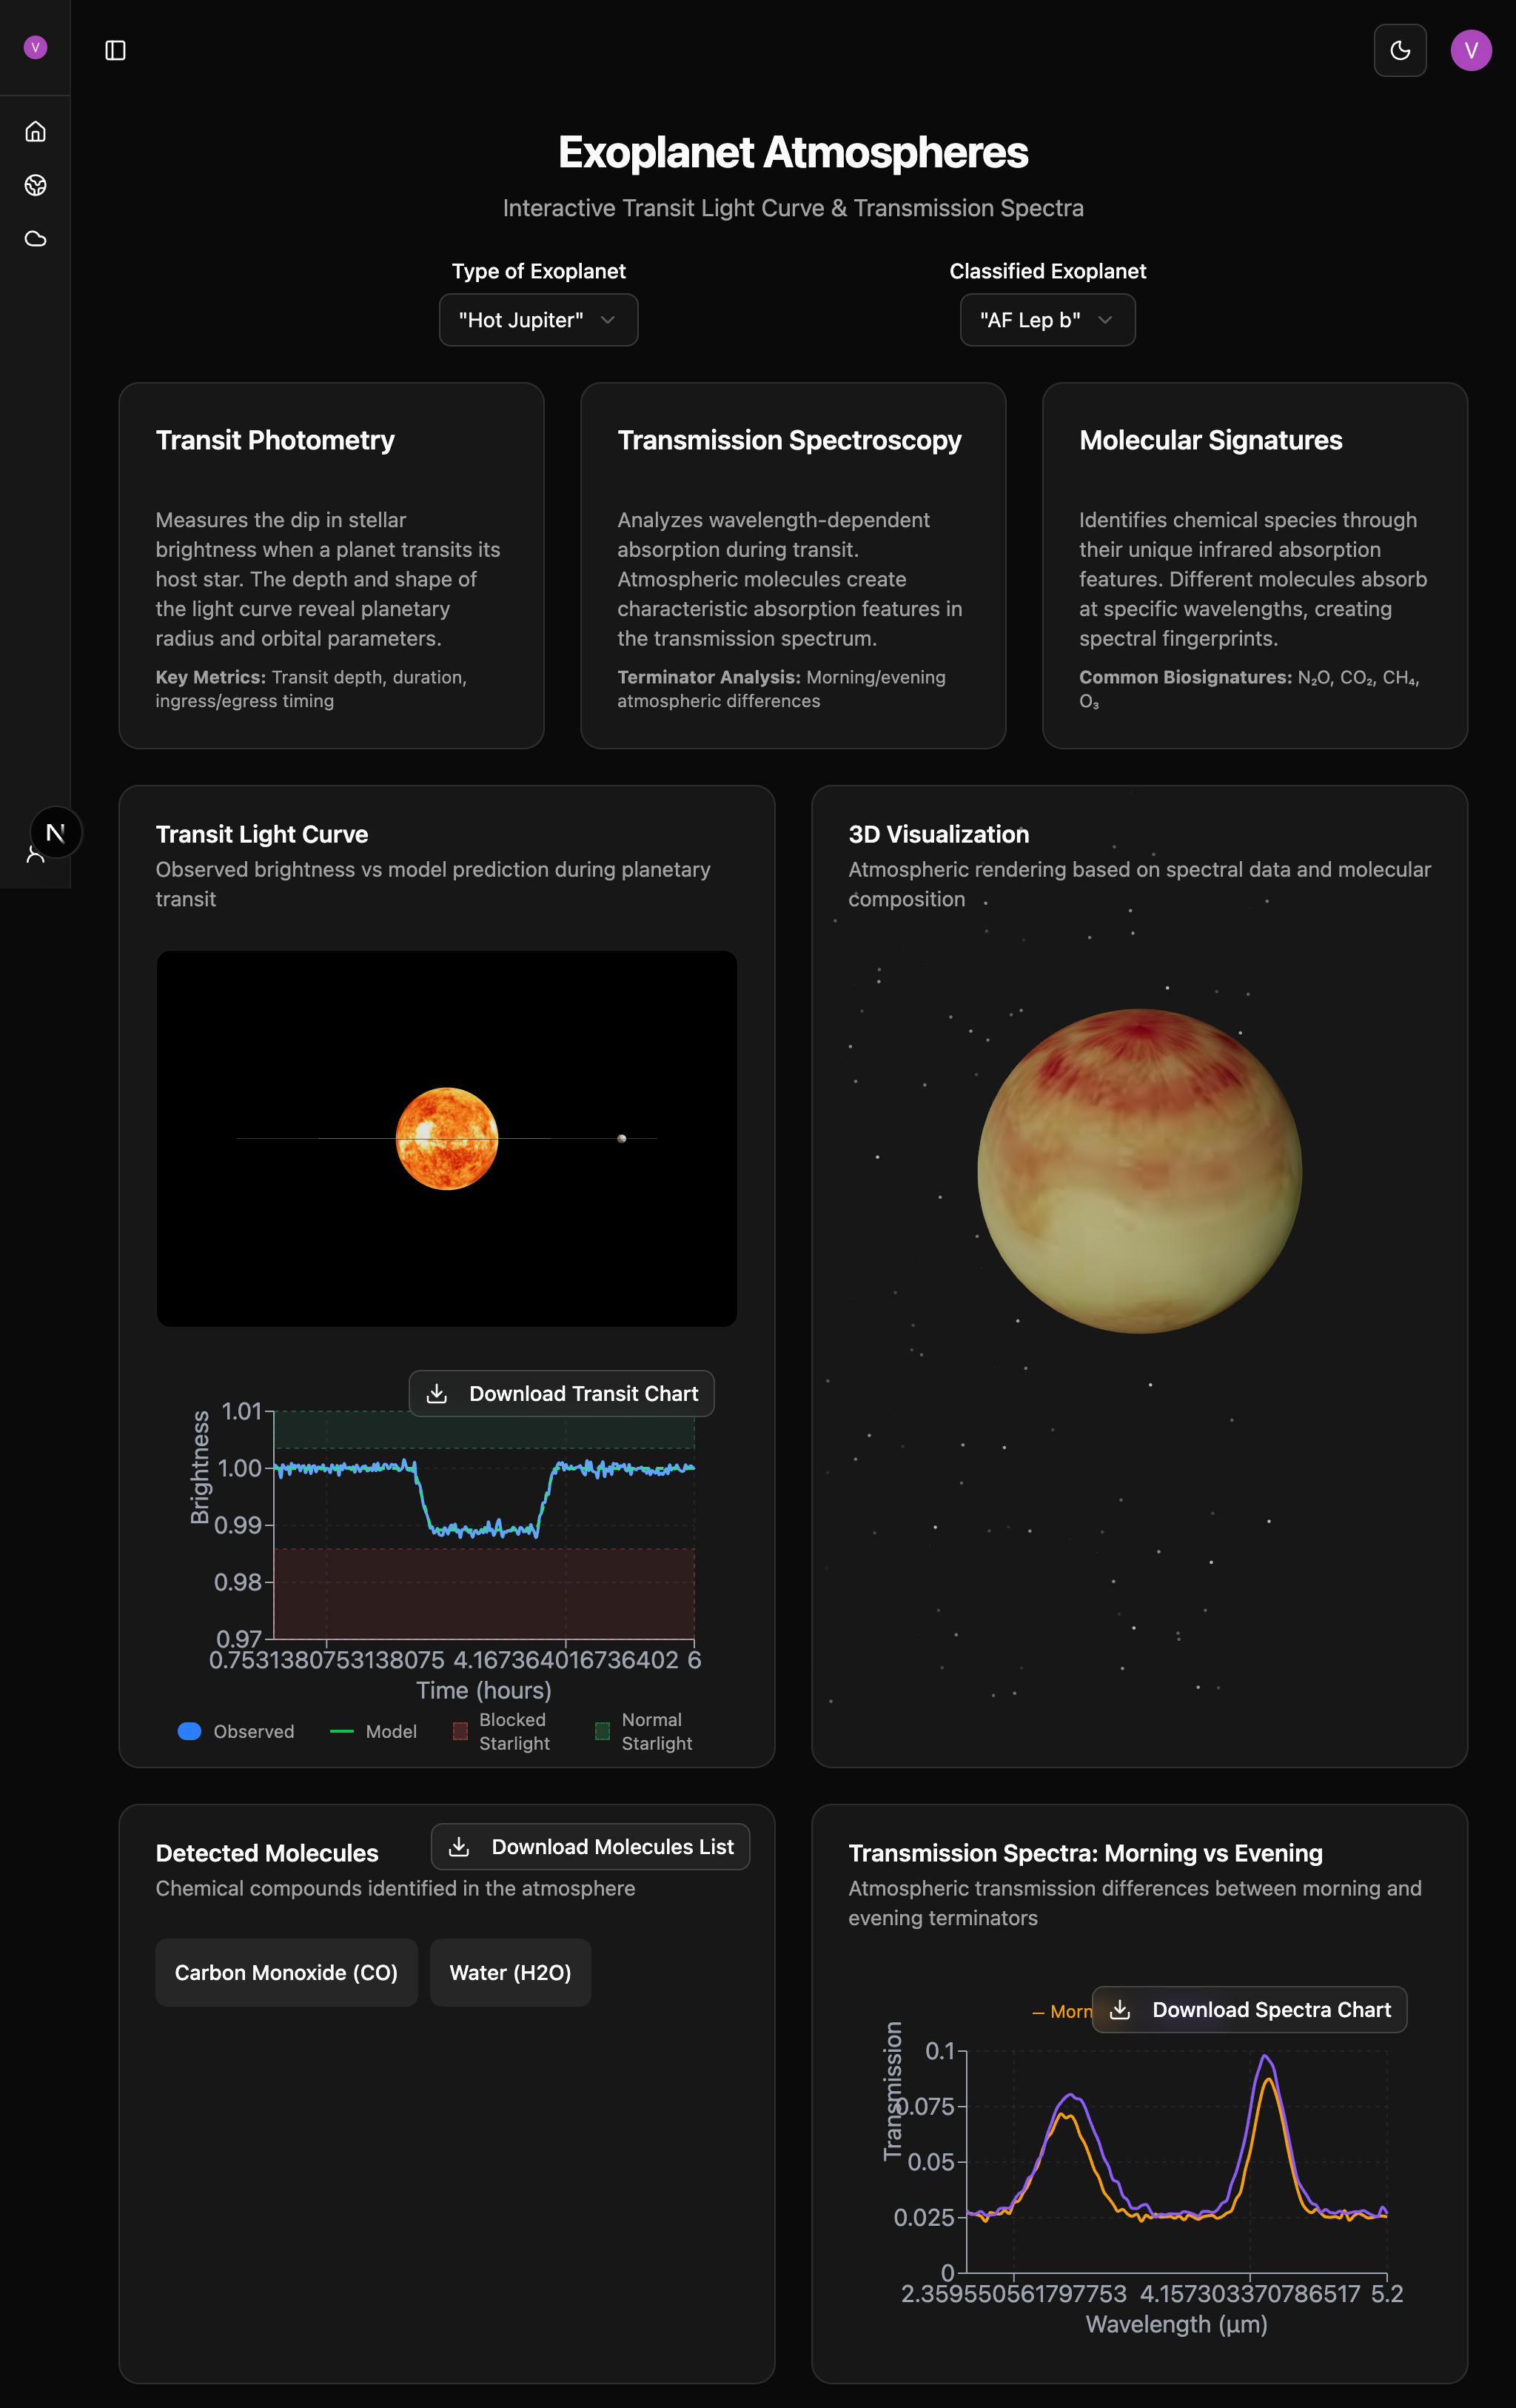 V
V
Exoplanet Atmospheres
Interactive Transit Light Curve & Transmission Spectra
Type of Exoplanet
"Hot Jupiter"
Classified Exoplanet
"AF Lep b"
Transit Photometry
Measures the dip in stellar
brightness when a planet transits its
host star. The depth and shape of
the light curve reveal planetary
radius and orbital parameters.
Key Metrics: Transit depth, duration,
ingress/egress timing
Transmission Spectroscopy
Analyzes wavelength-dependent
absorption during transit.
Atmospheric molecules create
characteristic absorption features in
the transmission spectrum.
Terminator Analysis: Morning/evening
atmospheric differences
Molecular Signatures
Identifies chemical species through
their unique infrared absorption
features. Different molecules absorb
at specific wavelengths, creating
spectral fingerprints.
Common Biosignatures: N₂O, CO₂, CH₄,
O₃
N
Transit Light Curve
Observed brightness vs model prediction during planetary
transit
Download Transit Chart
Brightness
1.01
1.00
0.99
0.98
0.97
0.7531380753138075 4.167364016736402 6
Time (hours)
Observed
Model
Blocked
Starlight
Normal
Starlight
3D Visualization
Atmospheric rendering based on spectral data and molecular
composition
Detected Molecules
Download Molecules List
Chemical compounds identified in the atmosphere
Carbon Monoxide (CO)
Water (H2O)
Transmission Spectra: Morning vs Evening
Atmospheric transmission differences between morning and
evening terminators
Morn
Download Spectra Chart
Transmission
0.1
0.075
0.05
0.025
0
2.3595505617977753 4.157303370786517 5.2
Wavelength (μm)